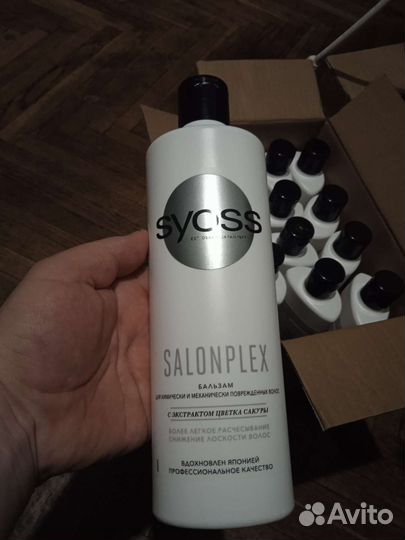 syoss
SALONPLEX
БАЛЬЗАМ
ДЛЯ ХИМИЧЕСКИ И МЕХАНИЧЕСКИ ПОВРЕЖДЕННЫХ ВОЛОС
С ЭКСТРАКТОМ ЦВЕТКА САКУРЫ
БОЛЕЕ ЛЕГКОЕ РАСЧЕСЫВАНИЕ
СНИЖЕНИЕ ЛОМКОСТИ ВОЛОС
ВДОХНОВЛЕН ЯПОНИЕЙ
ПРОФЕССИОНАЛЬНОЕ КАЧЕСТВО
Avito